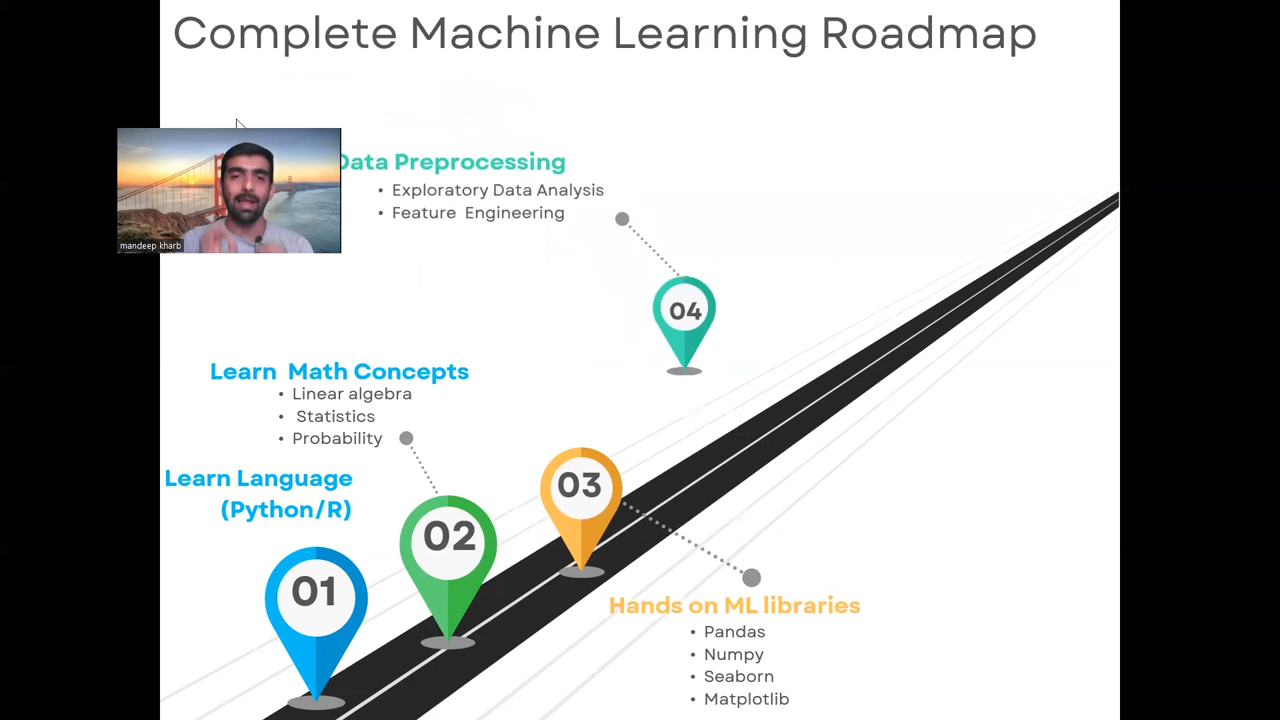 Complete Machine Learning Roadmap
mandeep kharb
Data Preprocessing
• Exploratory Data Analysis
• Feature Engineering
04
Learn Math Concepts
• Linear algebra
• Statistics
• Probability
Learn Language
(Python/R)
01
02
03
Hands on ML libraries
• Pandas
• Numpy
• Seaborn
• Matplotlib